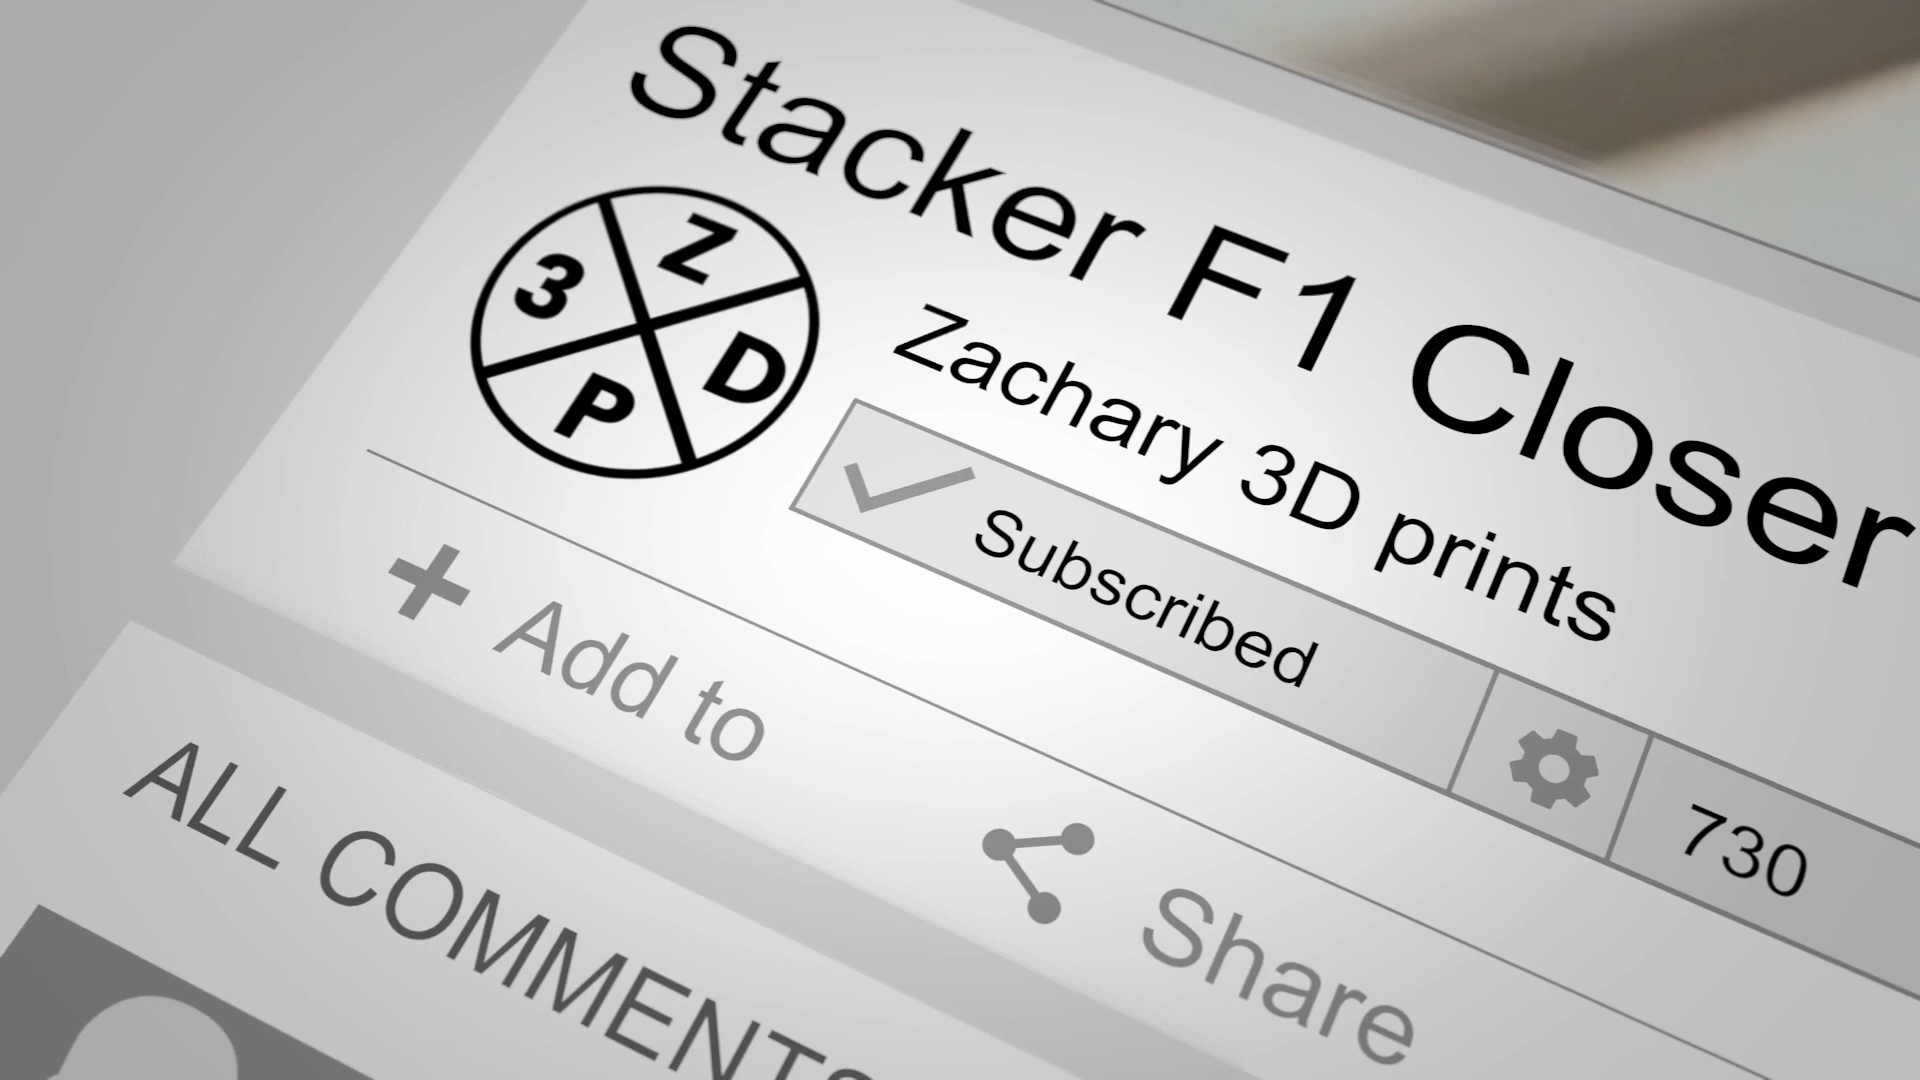 Stacker F1 Closer
Z
3
D
P
Zachary 3D prints
Subscribed
730
Add to
Share
ALL COMMENTS